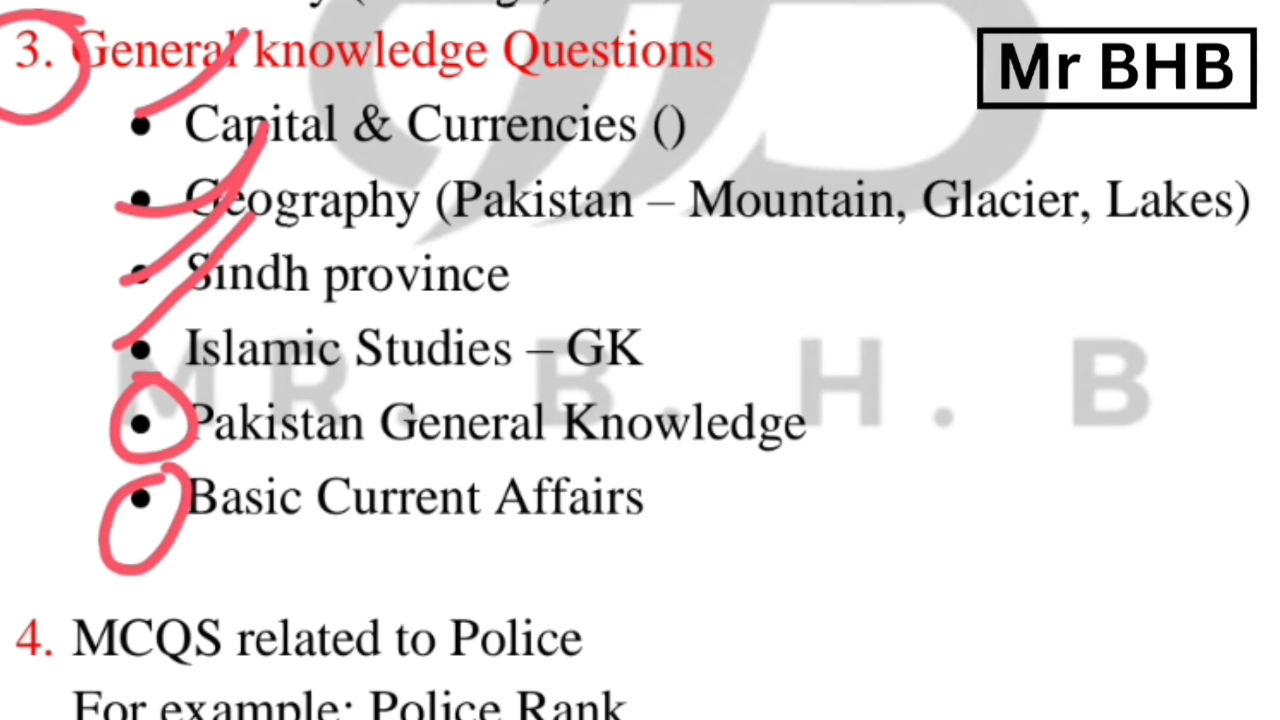 3. General knowledge Questions
Mr BHB
• Capital & Currencies ()
• Geography (Pakistan – Mountain, Glacier, Lakes)
• Sindh province
• Islamic Studies – GK
M R . B . H . B
• Pakistan General Knowledge
• Basic Current Affairs
4. MCQS related to Police
For example: Police Rank